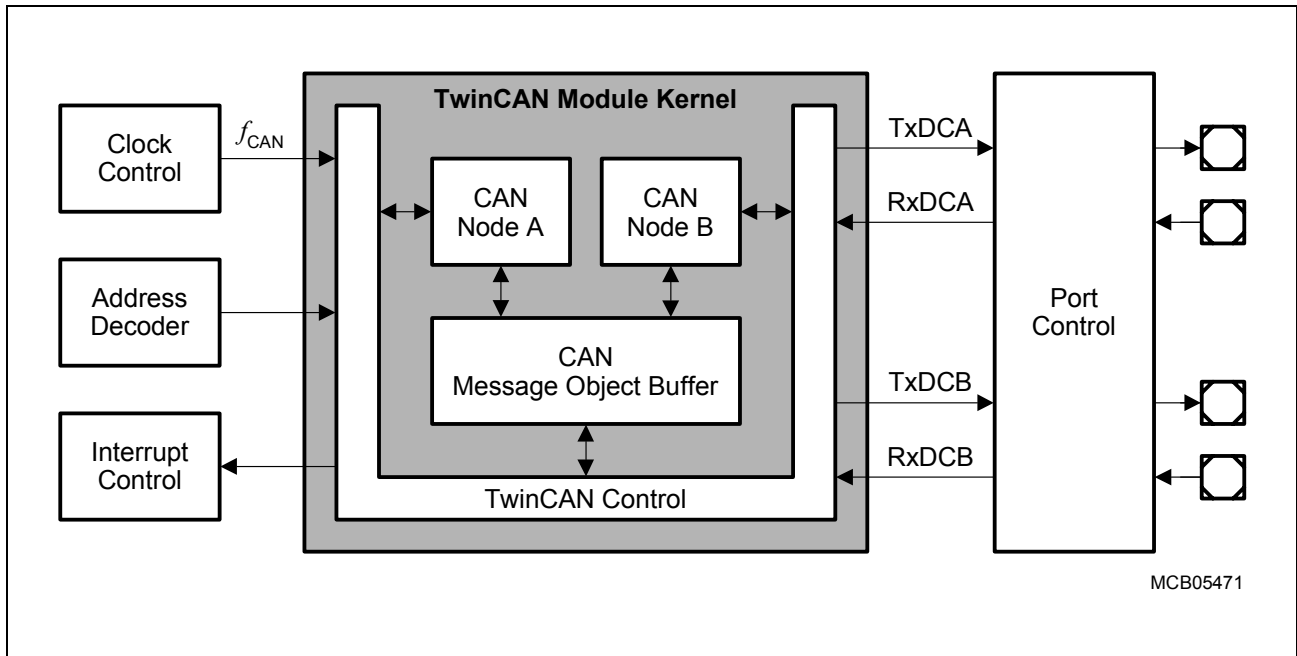 TwinCAN Module Kernel
Clock
Control
fCAN
Address
Decoder
Interrupt
Control
CAN
Node A
CAN
Node B
CAN
Message Object Buffer
TwinCAN Control
TxDCA
RxDCA
TxDCB
RxDCB
Port
Control
MCB05471